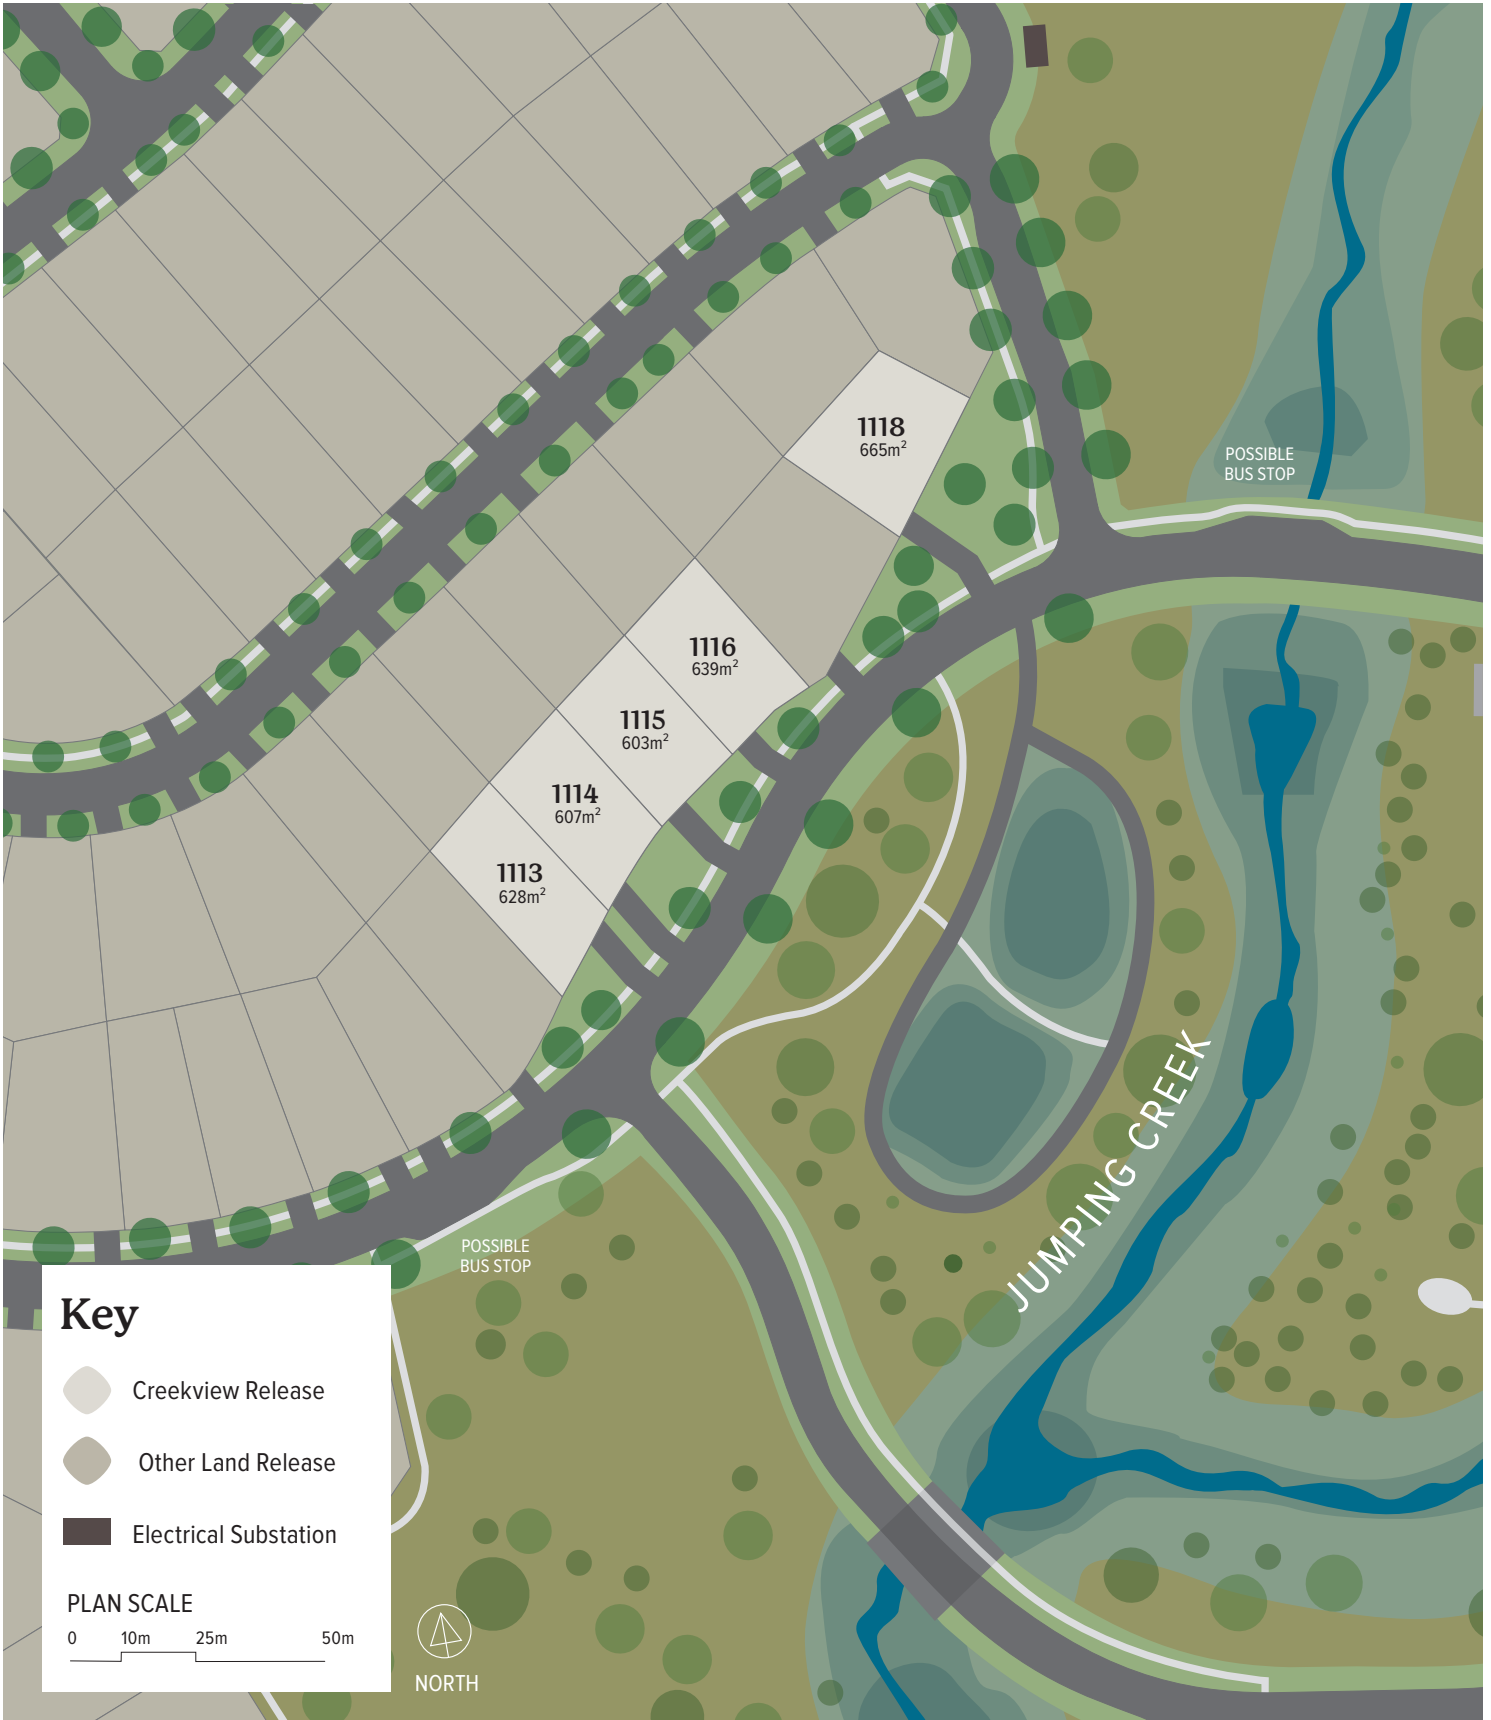 1118
665m²
POSSIBLE
BUS STOP
1116
639m²
1115
603m²
1114
607m²
1113
628m²
JUMPING CREEK
POSSIBLE
BUS STOP
Key
Creekview Release
Other Land Release
Electrical Substation
PLAN SCALE
0 10m 25m 50m
NORTH